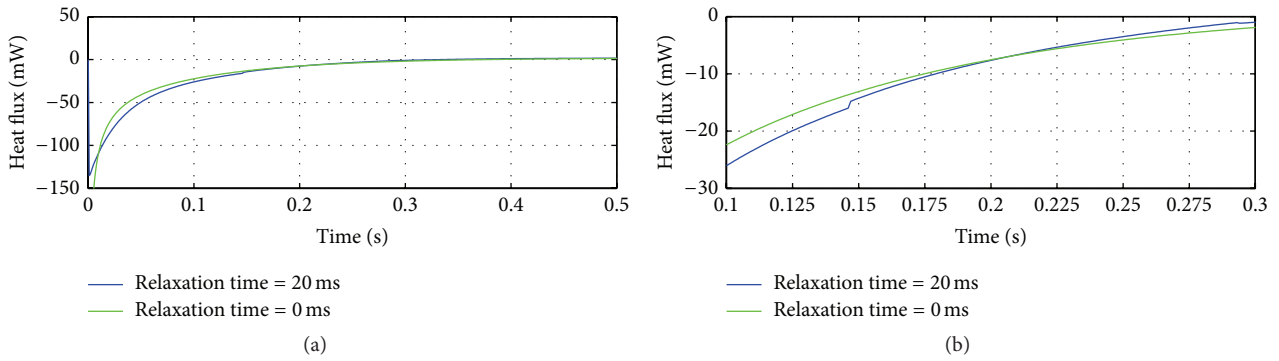 50
0
−50
−100
−150
Heat flux (mW)
0
0.1
0.2
0.3
0.4
0.5
Time (s)
Relaxation time = 20 ms
Relaxation time = 0 ms
(a)
0
−10
−20
−30
Heat flux (mW)
0.1
0.125
0.15
0.175
0.2
0.225
0.25
0.275
0.3
Time (s)
Relaxation time = 20 ms
Relaxation time = 0 ms
(b)